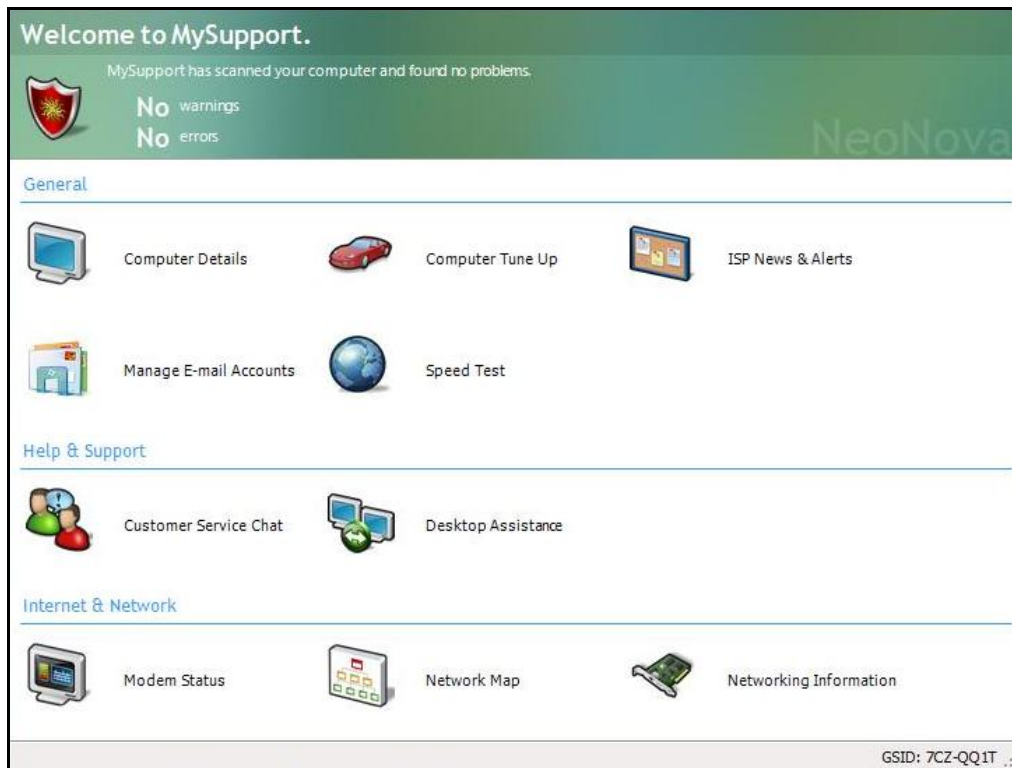 Welcome to MySupport.
MySupport has scanned your computer and found no problems.
No warnings
No errors
NeoNova
General
Computer Details
Computer Tune Up
ISP News & Alerts
Manage E-mail Accounts
Speed Test
Help & Support
Customer Service Chat
Desktop Assistance
Internet & Network
Modem Status
Network Map
Networking Information
GSID: 7CZ-QQ1T